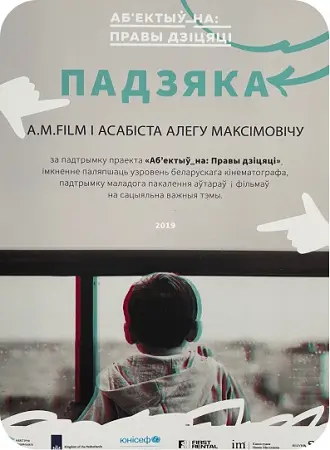 АБ'ЕКТЫЎ_НА:
ПРАВЫ ДЗІЦЯЦІ
ПАДЗЯКА
A.M.FILM І АСАБІСТА АЛЕГУ МАКСІМОВІЧУ
за падтрымку праекта «Аб'ектыў_на: Правы дзіцяці»,
імкненне палепшаць узровень беларускага кінематографа,
падтрымку маладога пакалення аўтараў і фільмаў
на сацыяльна важныя тэмы.
2019
Kingdom of the Netherlands
юнісеф
FIRST RENTAL
im